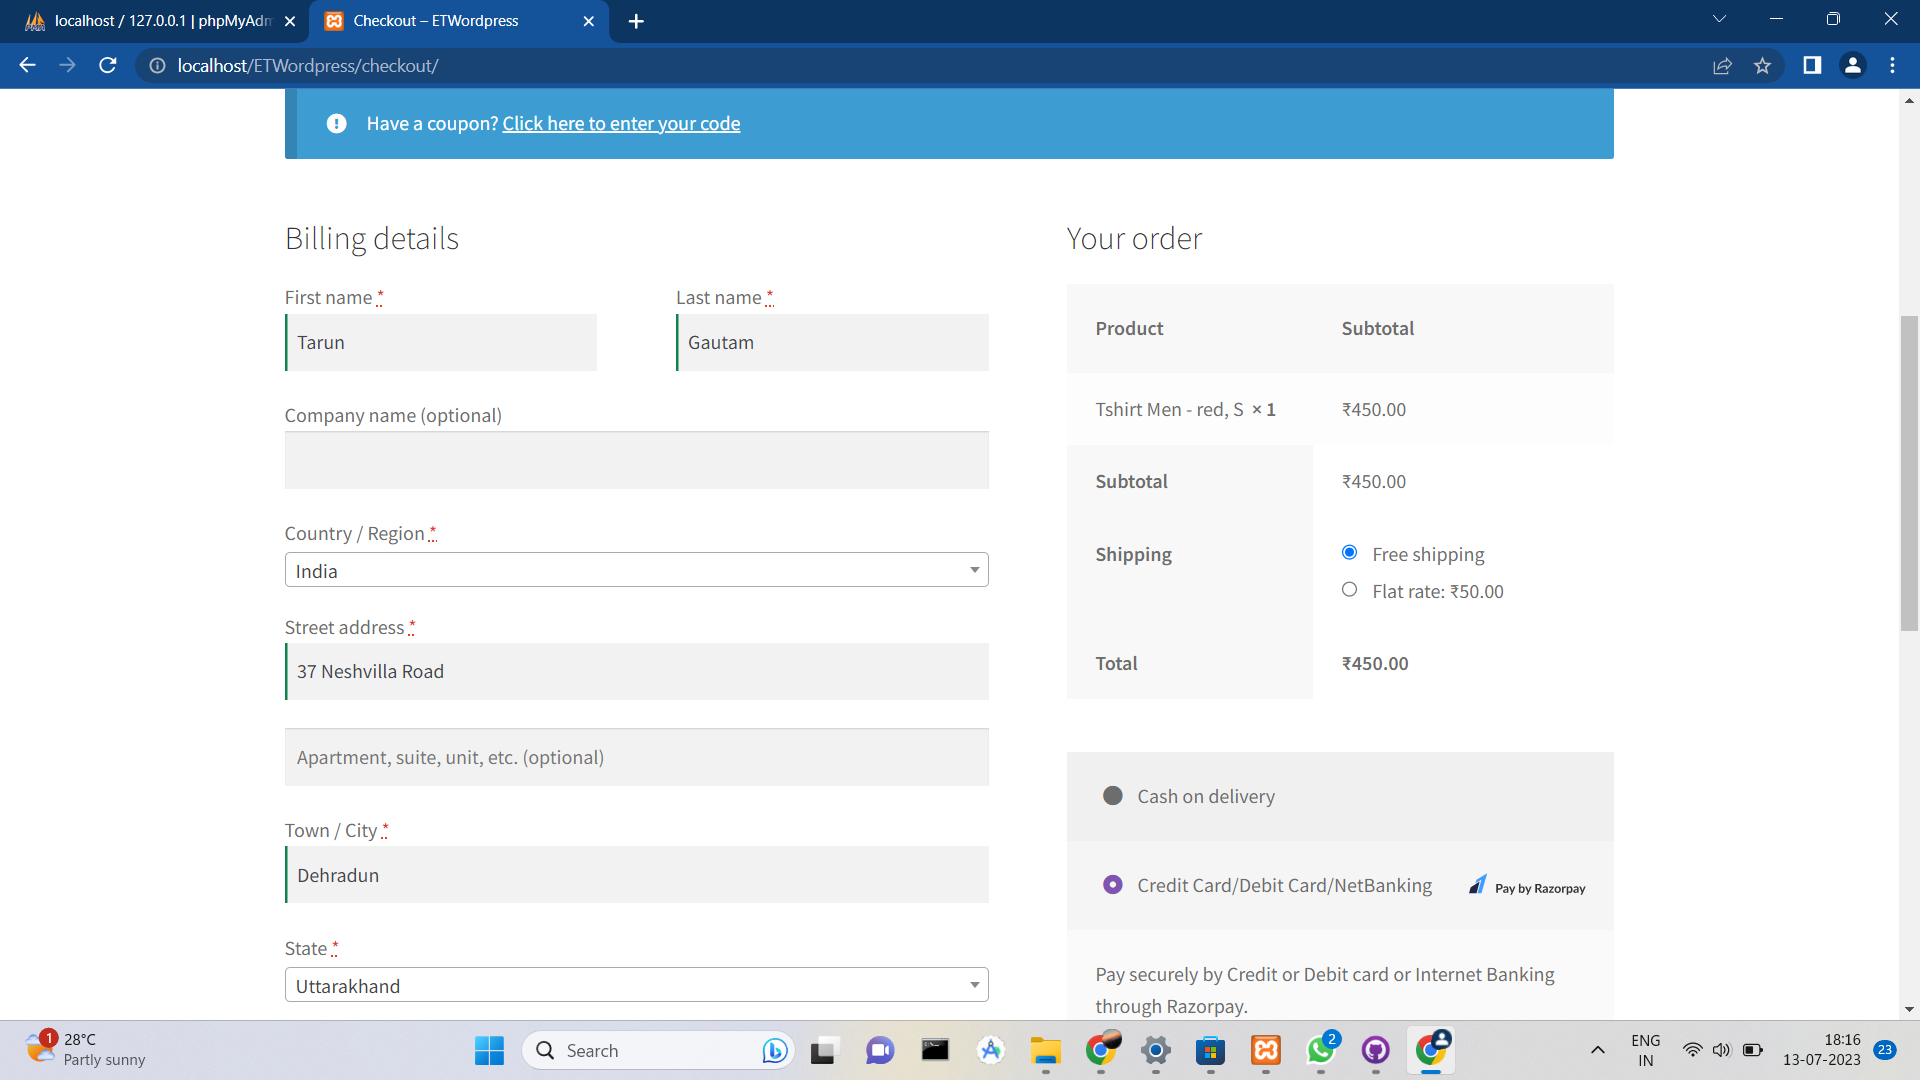 localhost / 127.0.0.1 | phpMyAdm
Checkout – ETWordpress
localhost/ETWordpress/checkout/
Have a coupon? Click here to enter your code
Billing details
First name *
Last name *
Tarun
Gautam
Company name (optional)
Country / Region *
India
Street address *
37 Neshvilla Road
Apartment, suite, unit, etc. (optional)
Town / City *
Dehradun
State *
Uttarakhand
Your order
Product
Subtotal
Tshirt Men - red, S × 1
₹450.00
Subtotal
₹450.00
Shipping
Free shipping
Flat rate: ₹50.00
Total
₹450.00
Cash on delivery
Credit Card/Debit Card/NetBanking
Pay by Razorpay
Pay securely by Credit or Debit card or Internet Banking
through Razorpay.
1
28°C
Partly sunny
Search
2
ENG
IN
18:16
13-07-2023
23